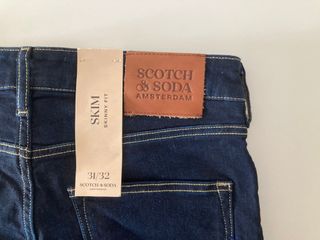 SCOTCH
& SODA
AMSTERDAM
SKIM
SKINNY FIT
31/32
SCOTCH & SODA